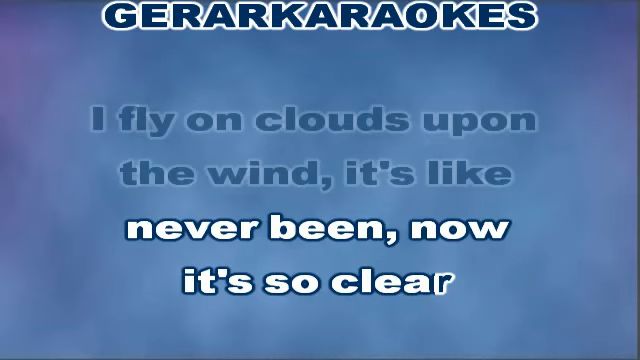 GERARKARAOKES
I fly on clouds upon
the wind, it's like
never been, now
it's so clear